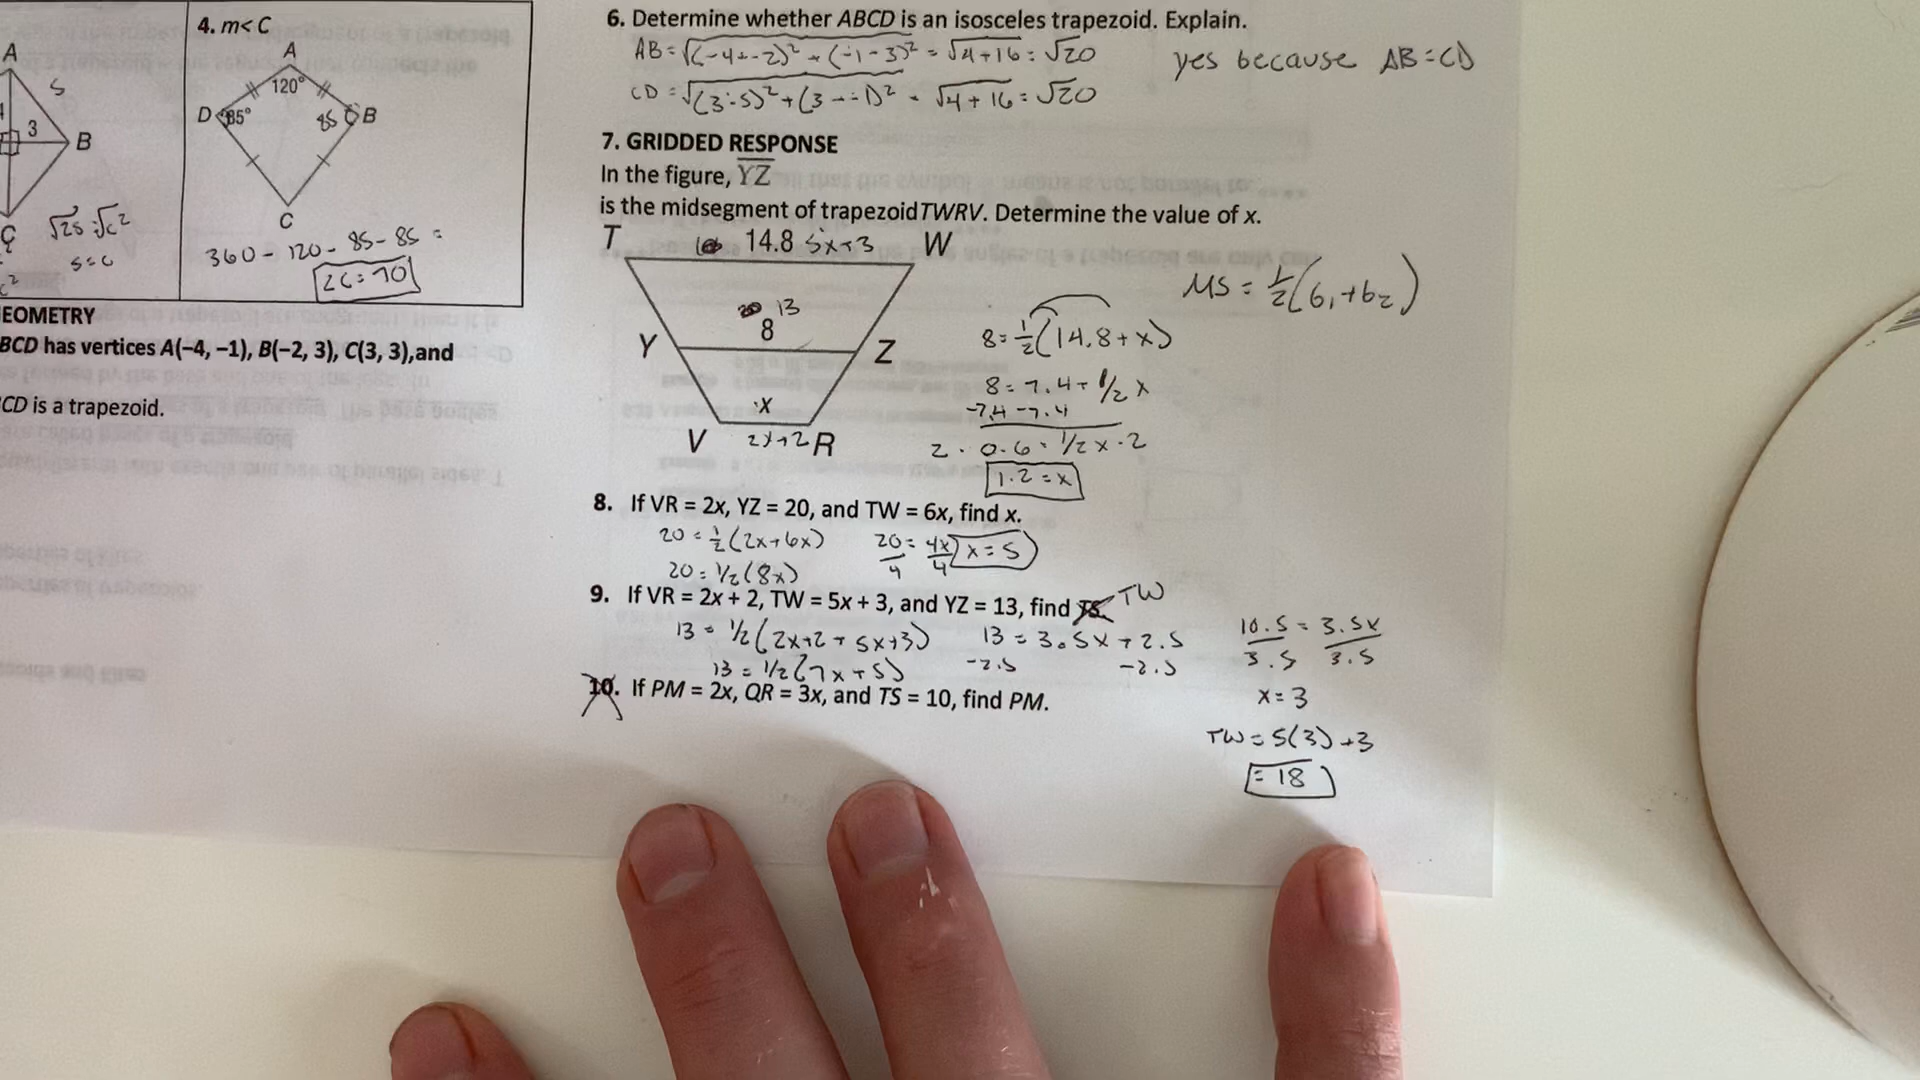 4. m< C
A
S
120°
D 85°
85 B
3
B
C
C
√25 = √c²
5 = c
c²
360 - 120 - 85 - 85 =
2C = 70
EOMETRY
BCD has vertices A(−4, −1), B(−2, 3), C(3, 3),and
CD is a trapezoid.
6. Determine whether ABCD is an isosceles trapezoid. Explain.
AB = √(-4+-2)² + (-1-3)² = √4+16 = √20
yes because AB = CD
CD = √(3-5)² + (3--1)² = √4+16 = √20
7. GRIDDED RESPONSE
In the figure, YZ
is the midsegment of trapezoid TWRV. Determine the value of x.
T 14.8 5x+3 W
13
8
Y Z
x
V 2x+2 R
MS = 1/2(b₁+b₂)
8 = 1/2(14.8+x)
8 = 7.4 + 1/2 x
-7.4 -7.4
2 · 0.6 = 1/2 x · 2
1.2 = x
8. If VR = 2x, YZ = 20, and TW = 6x, find x.
20 = 1/2(2x+6x)
20 = 4x
4 4
x = 5
20 = 1/2(8x)
9. If VR = 2x + 2, TW = 5x + 3, and YZ = 13, find TS. TW
13 = 1/2(2x+2+5x+3)
13 = 3.5x + 2.5
-2.5 -2.5
13 = 1/2(7x+5)
10.5 = 3.5x
3.5 3.5
x = 3
TW = 5(3)+3
= 18
10. If PM = 2x, QR = 3x, and TS = 10, find PM.